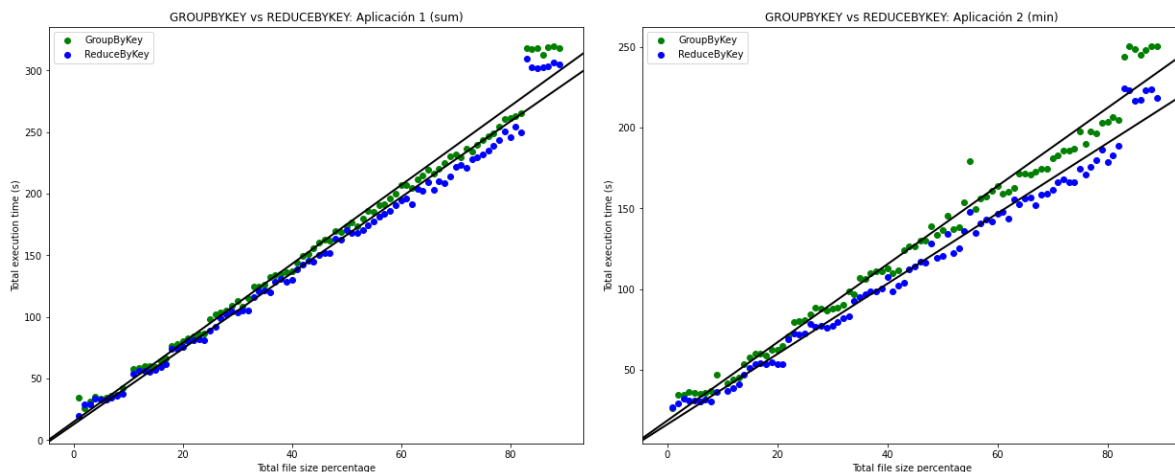 GROUPBYKEY vs REDUCEBYKEY: Aplicación 1 (sum)
GroupByKey
ReduceByKey
Total execution time (s)
300
250
200
150
100
50
0
0 20 40 60 80
Total file size percentage
GROUPBYKEY vs REDUCEBYKEY: Aplicación 2 (min)
GroupByKey
ReduceByKey
Total execution time (s)
250
200
150
100
50
0 20 40 60 80
Total file size percentage